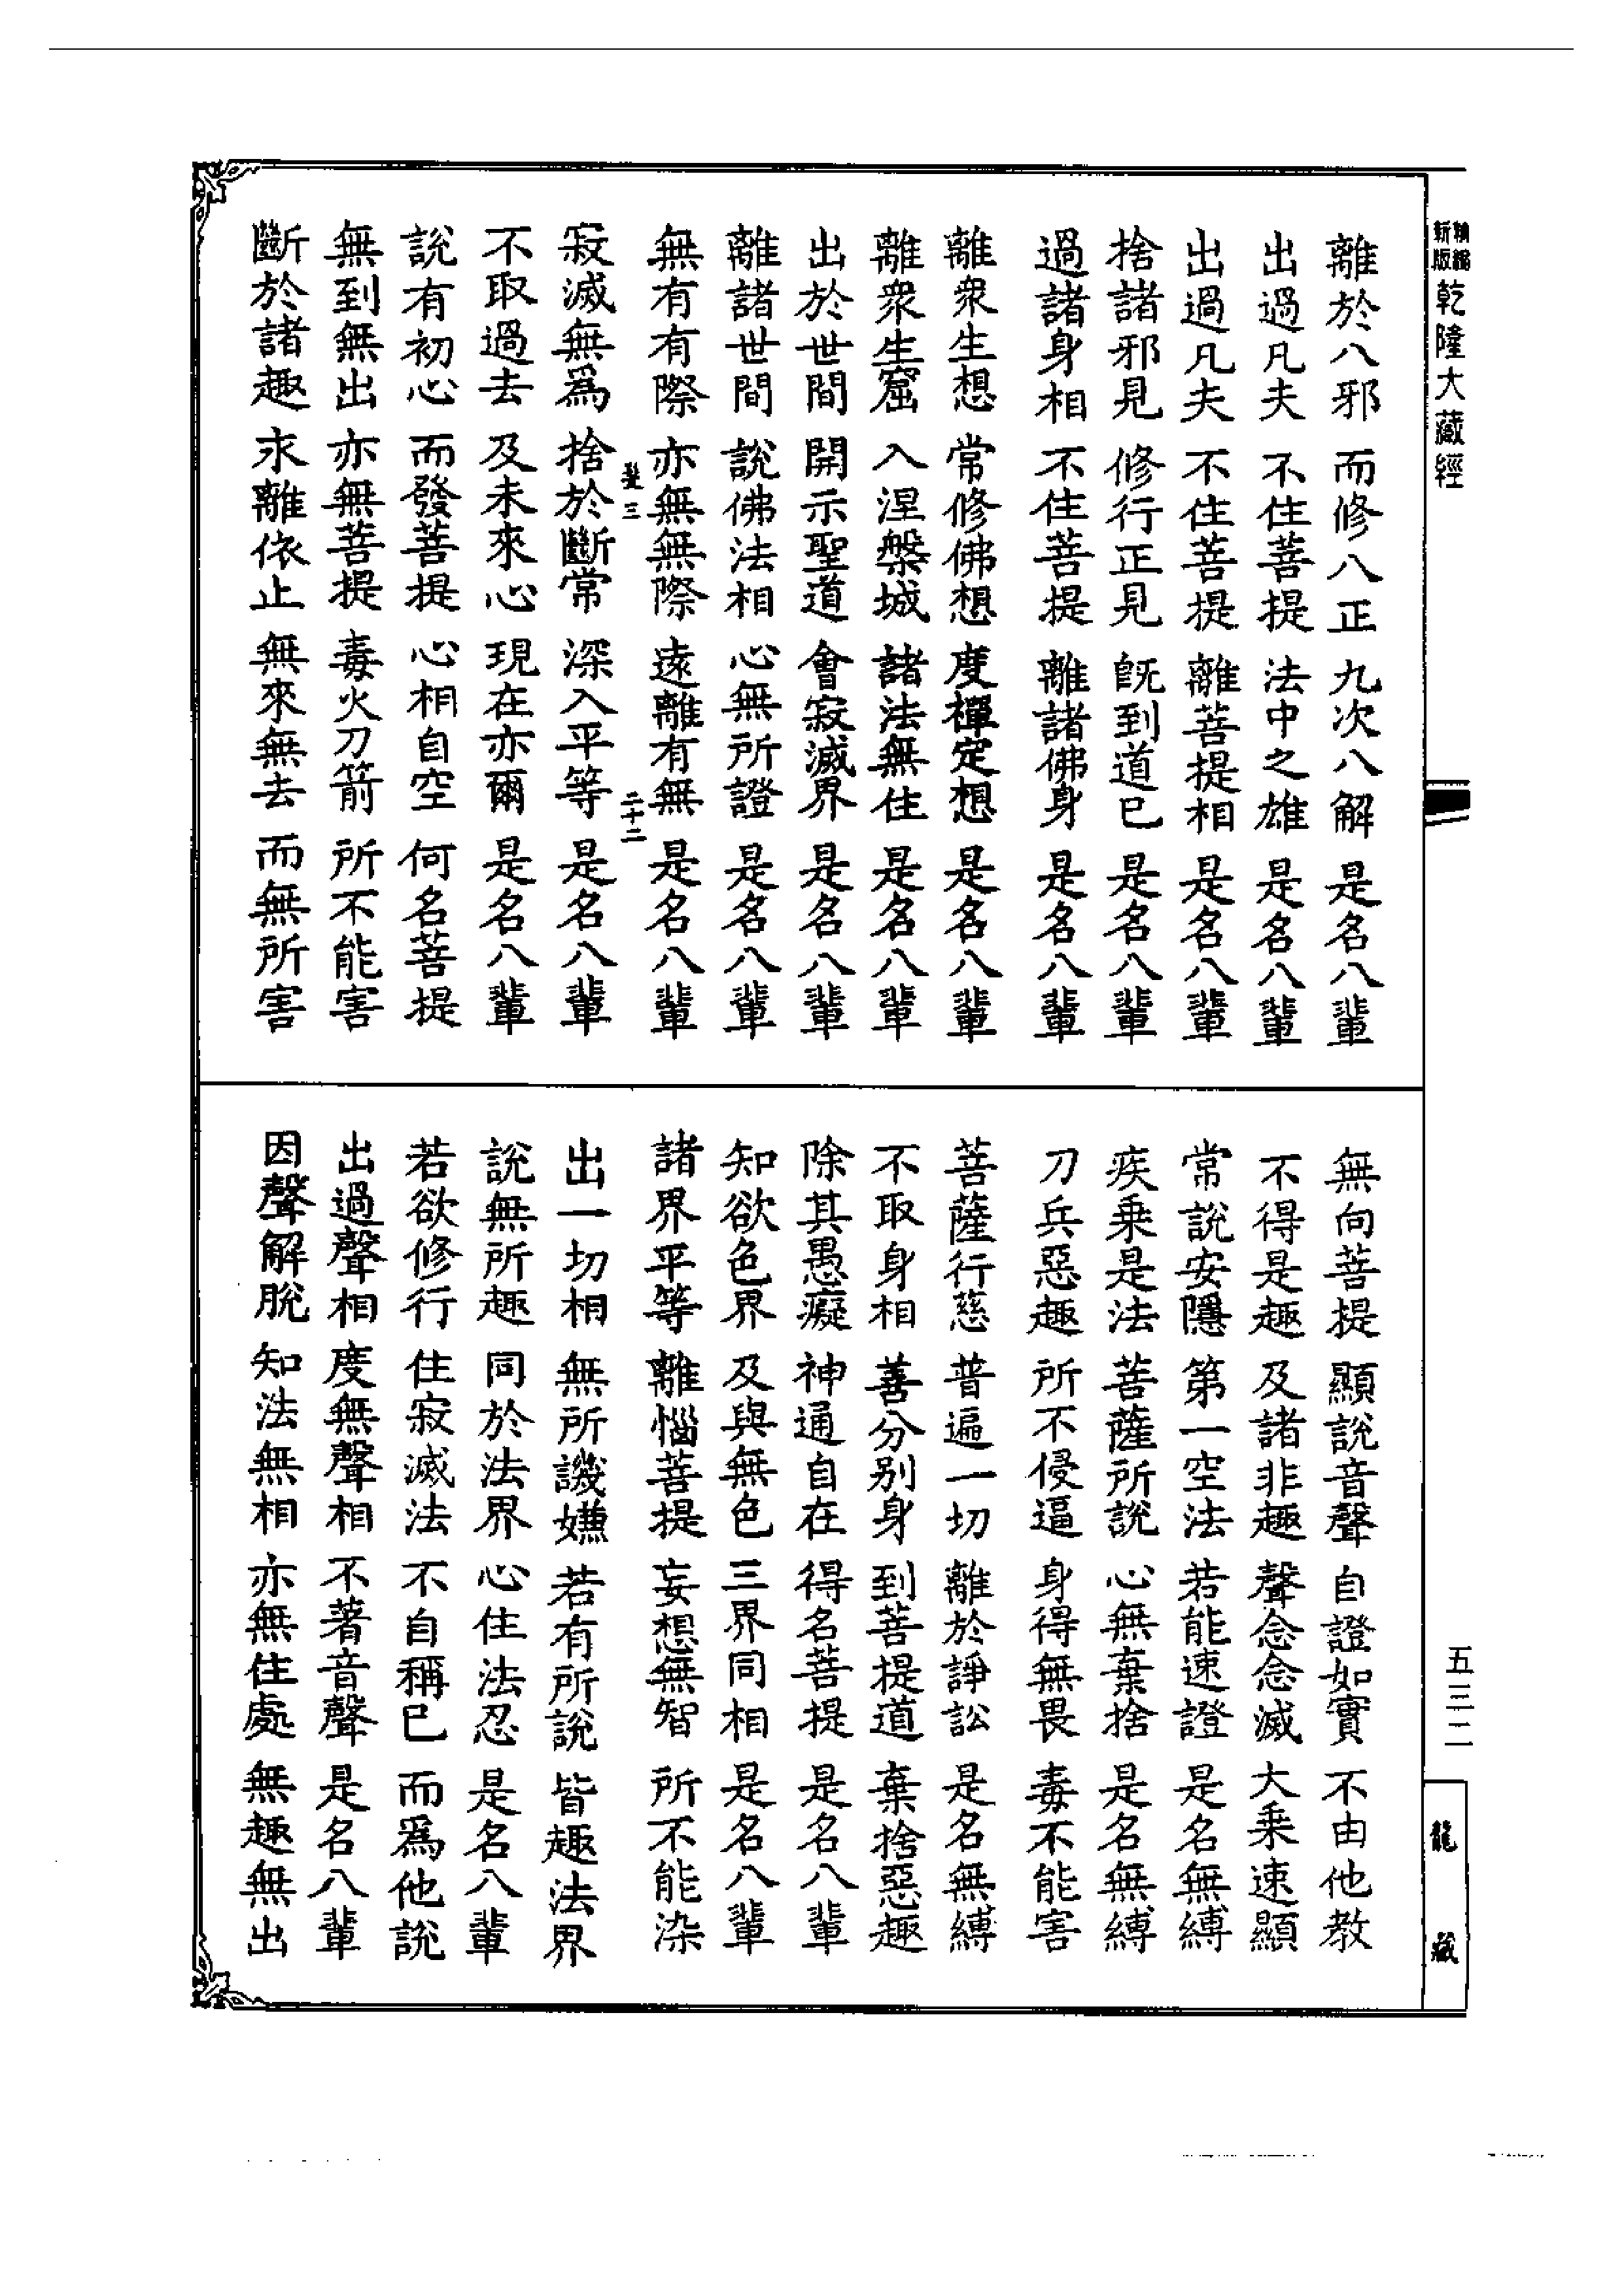 新編
縮版
乾隆大藏經
離於八邪 而修八正 九次八解 是名八輩
出過凡夫 不住菩提 法中之雄 是名八輩
出過凡夫 不住菩提 離菩提相 是名八輩
捨諸邪見 修行正見 旣到道已 是名八輩
過諸身相 不住菩提 離諸佛身 是名八輩
離衆生想 常修佛想 度禪定想 是名八輩
離衆生窟 入涅槃城 諸法無住 是名八輩
出於世間 開示聖道 會寂滅界 是名八輩
離諸世間 說佛法相 心無所證 是名八輩
無有有際 亦無無際 遠離有無 是名八輩
髮三 二十二
寂滅無爲 捨於斷常 深入平等 是名八輩
不取過去 及未來心 現在亦爾 是名八輩
說有初心 而發菩提 心相自空 何名菩提
無到無出 亦無菩提 毒火刀箭 所不能害
斷於諸趣 永離依止 無來無去 而無所害
無向菩提 顯說音聲 自證如實 不由他教
不得是趣 及諸非趣 聲念念滅 大乘速顯
常說安隱 第一空法 若能速證 是名無縛
疾乘是法 菩薩所說 心無棄捨 是名無縛
刀兵惡趣 所不侵逼 身得無畏 毒不能害
菩薩行慈 普遍一切 離於諍訟 是名無縛
不取身相 善分別身 到菩提道 棄捨惡趣
除其愚癡 神通自在 得名菩提 是名八輩
知欲色界 及與無色 三界同相 是名八輩
諸界平等 離惱菩提 妄想無智 所不能染
出一切相 無所譏嫌 若有所說 皆趣法界
說無所趣 同於法界 心住法忍 是名八輩
若欲修行 住寂滅法 不自稱已 而爲他說
出過聲相 度無聲相 不著音聲 是名八輩
因聲解脫 知法無相 亦無住處 無趣無出
五三二
龍藏